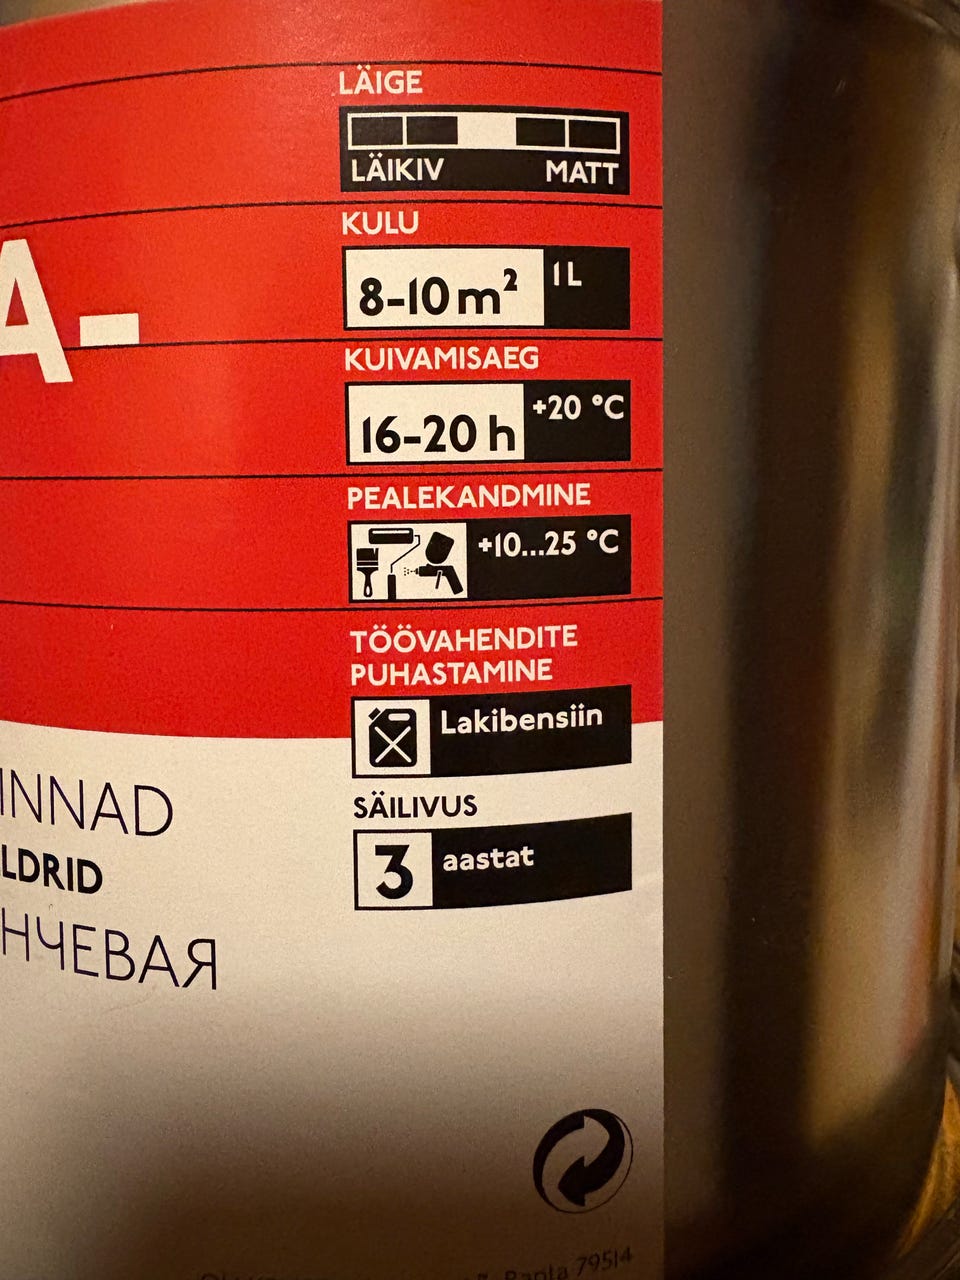 LÄIGE
LÄIKIV MATT
KULU
8-10 m² 1 L
A-
KUIVAMISAEG
16-20 h +20 °C
PEALEKANDMINE
+10...25 °C
TÖÖVAHENDITE
PUHASTAMINE
Lakibensiin
INNAD
SÄILIVUS
LDRID
3 aastat
НЧЕВАЯ
79514